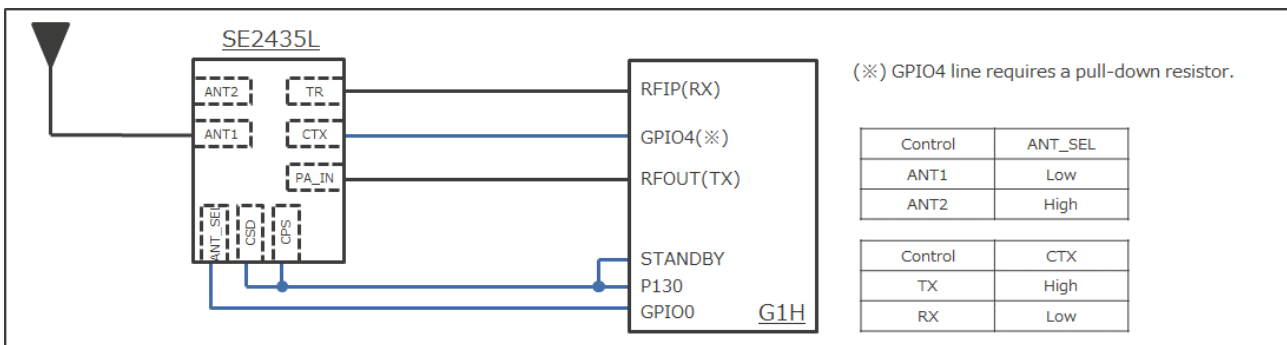 SE2435L
ANT2
TR
ANT1
CTX
PA_IN
ANT_SEL
CSD
CPS
RFIP(RX)
GPIO4(※)
RFOUT(TX)
STANDBY
P130
GPIO0
G1H
(※) GPIO4 line requires a pull-down resistor.
Control ANT_SEL
ANT1 Low
ANT2 High
Control CTX
TX High
RX Low